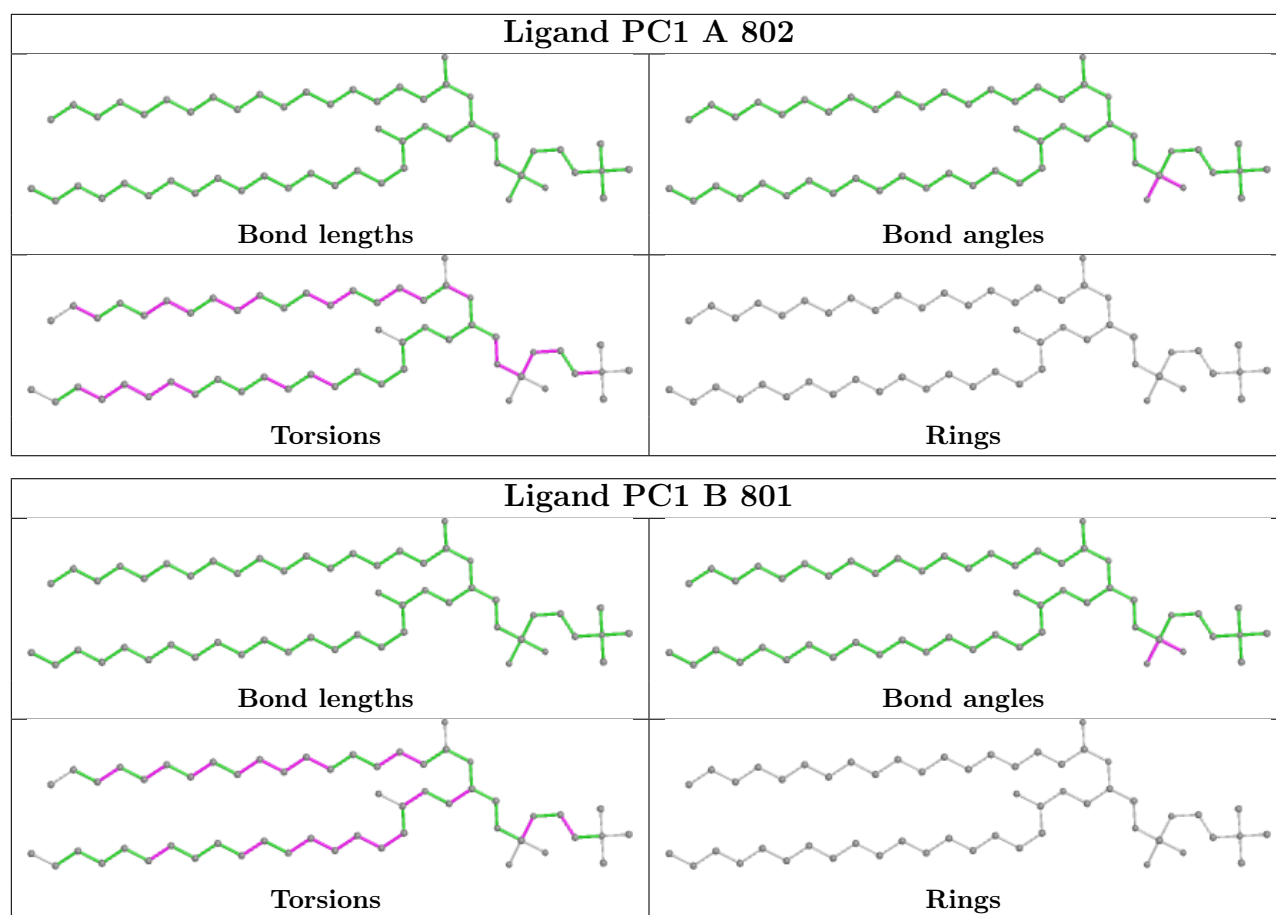 Ligand PC1 A 802
Bond lengths
Bond angles
Torsions
Rings
Ligand PC1 B 801
Bond lengths
Bond angles
Torsions
Rings